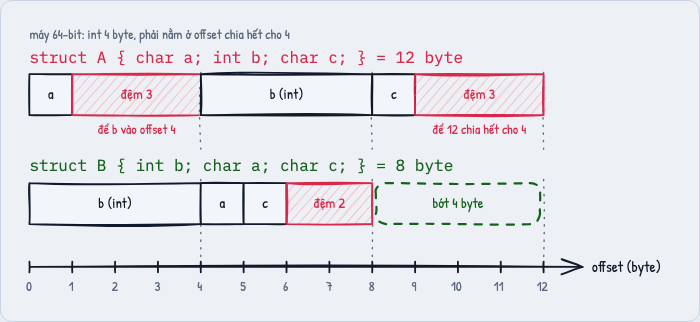 máy 64-bit: int 4 byte, phải nằm ở offset chia hết cho 4
struct A { char a; int b; char c; } = 12 byte
a đệm 3 b (int) c đệm 3
để b vào offset 4 để 12 chia hết cho 4
struct B { int b; char a; char c; } = 8 byte
b (int) a c đệm 2 bớt 4 byte
offset (byte)
0 1 2 3 4 5 6 7 8 9 10 11 12